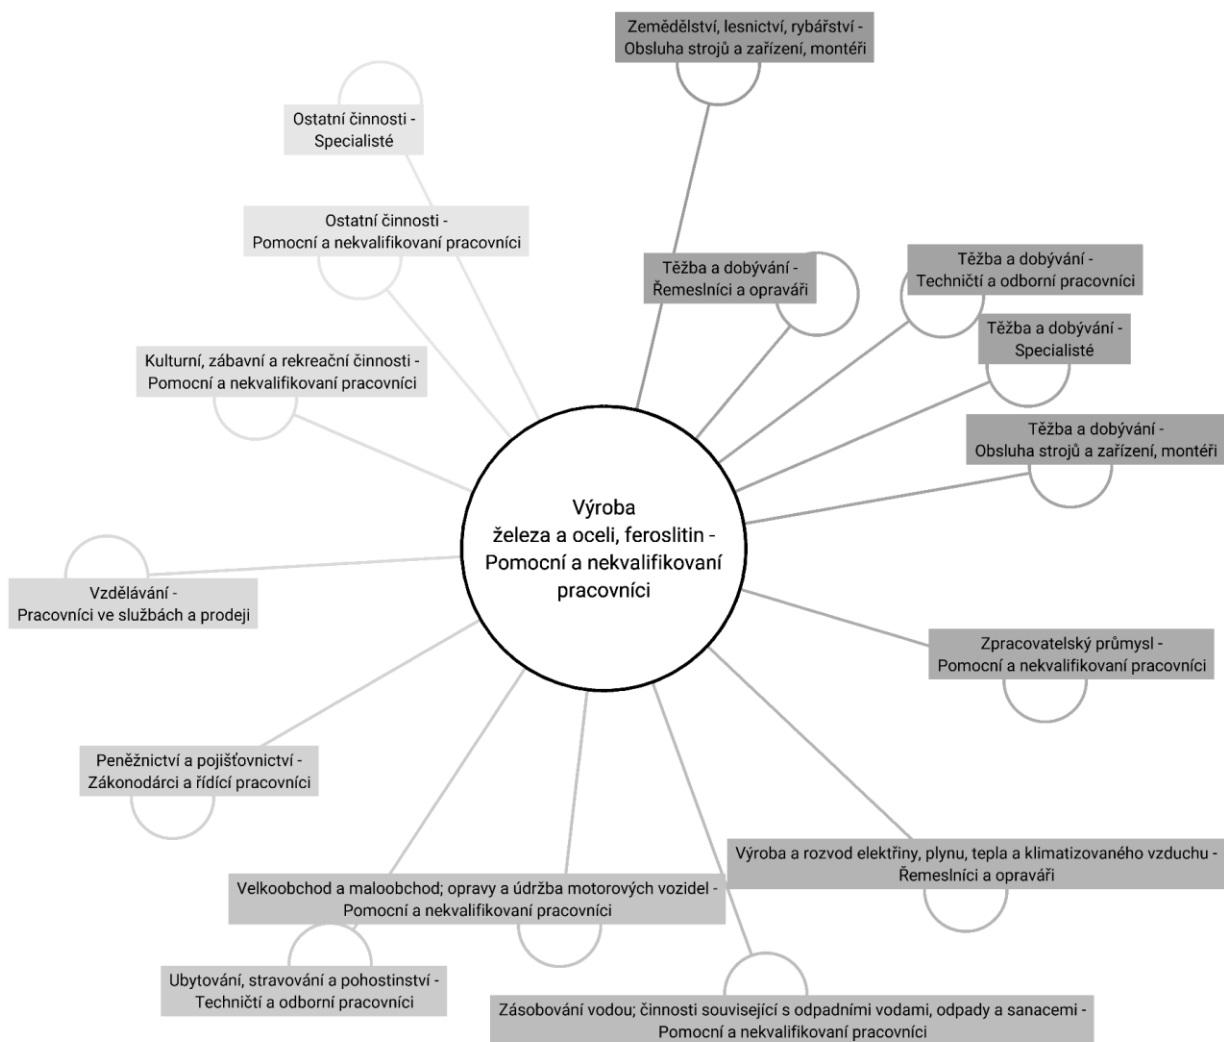 Zemědělství, lesnictví, rybářství -
Obsluha strojů a zařízení, montéři
Ostatní činnosti -
Specialisté
Ostatní činnosti -
Pomocní a nekvalifikovaní pracovníci
Těžba a dobývání -
Řemeslníci a opraváři
Těžba a dobývání -
Techničtí a odborní pracovníci
Těžba a dobývání -
Specialisté
Kulturní, zábavní a rekreační činnosti -
Pomocní a nekvalifikovaní pracovníci
Těžba a dobývání -
Obsluha strojů a zařízení, montéři
Výroba
železa a oceli, feroslitin -
Pomocní a nekvalifikovaní
pracovníci
Vzdělávání -
Pracovníci ve službách a prodeji
Zpracovatelský průmysl -
Pomocní a nekvalifikovaní pracovníci
Peněžnictví a pojišťovnictví -
Zákonodárci a řídící pracovníci
Výroba a rozvod elektřiny, plynu, tepla a klimatizovaného vzduchu -
Řemeslníci a opraváři
Velkoobchod a maloobchod; opravy a údržba motorových vozidel -
Pomocní a nekvalifikovaní pracovníci
Ubytování, stravování a pohostinství -
Techničtí a odborní pracovníci
Zásobování vodou; činnosti související s odpadními vodami, odpady a sanacemi -
Pomocní a nekvalifikovaní pracovníci